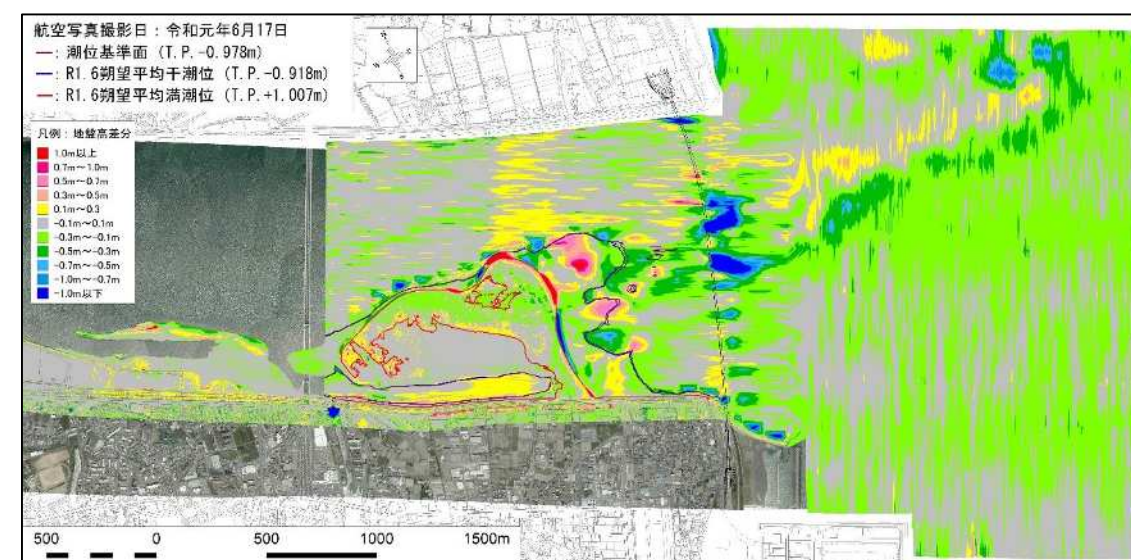 航空写真撮影日：令和元年6月17日
―: 潮位基準面 (T.P.-0.978m)
―: R1.6朔望平均干潮位 (T.P.-0.918m)
―: R1.6朔望平均満潮位 (T.P.+1.007m)
凡例：地盤高差分
1.0m以上
0.7m～1.0m
0.5m～0.7m
0.3m～0.5m
0.1m～0.3
-0.1m～0.1m
-0.3m～-0.1m
-0.5m～-0.3m
-0.7m～-0.5m
-1.0m～-0.7m
-1.0m以下
500 0 500 1000 1500m